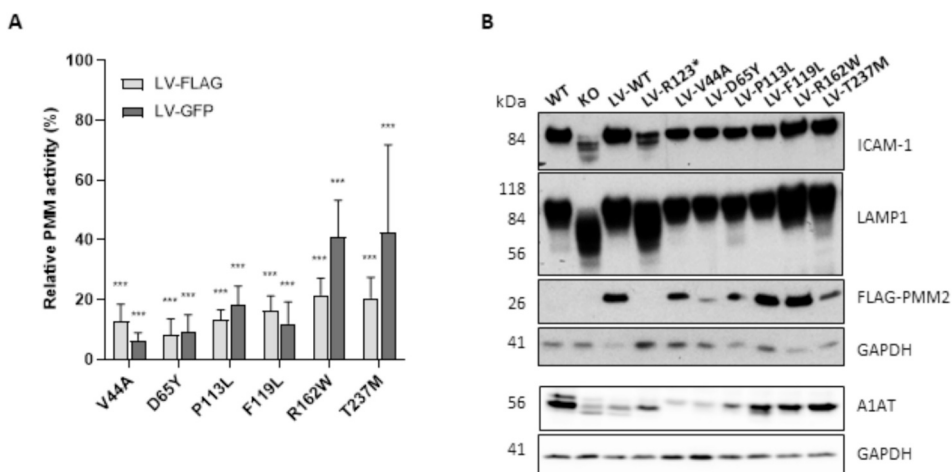 A
Relative PMM activity (%)
100
80
60
40
20
0
LV-FLAG
LV-GFP
***
***
***
***
***
***
***
***
***
***
***
***
V44A
D65Y
P113L
F119L
R162W
T237M
B
kDa
WT
KO
LV-WT
LV-R123*
LV-V44A
LV-D65Y
LV-P113L
LV-F119L
LV-R162W
LV-T237M
84
ICAM-1
118
84
56
LAMP1
26
FLAG-PMM2
41
GAPDH
56
A1AT
41
GAPDH